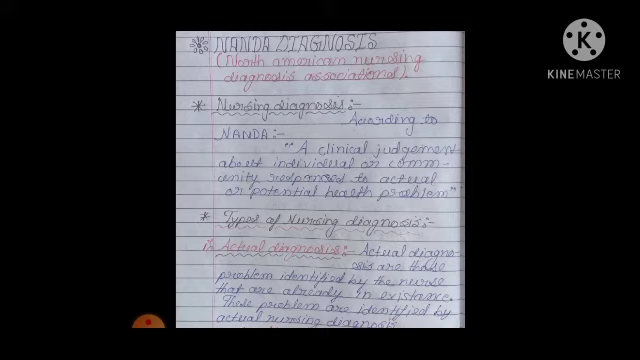 * NANDA DIAGNOSIS
(North american nursing
diagnosis associational).
* Nursing diagnosis:-
According to
NANDA:-
"A clinical judgement
about individual or comm-
unity responses to actual
or potential health problem"
* Types of Nursing diagnosis:-
1) Actual diagnosis:- Actual diagno-
sis are those
problem identified by the nurse
that are already in existance.
These problem are identified by
actual nursing diagnosis
K
KINEMASTER